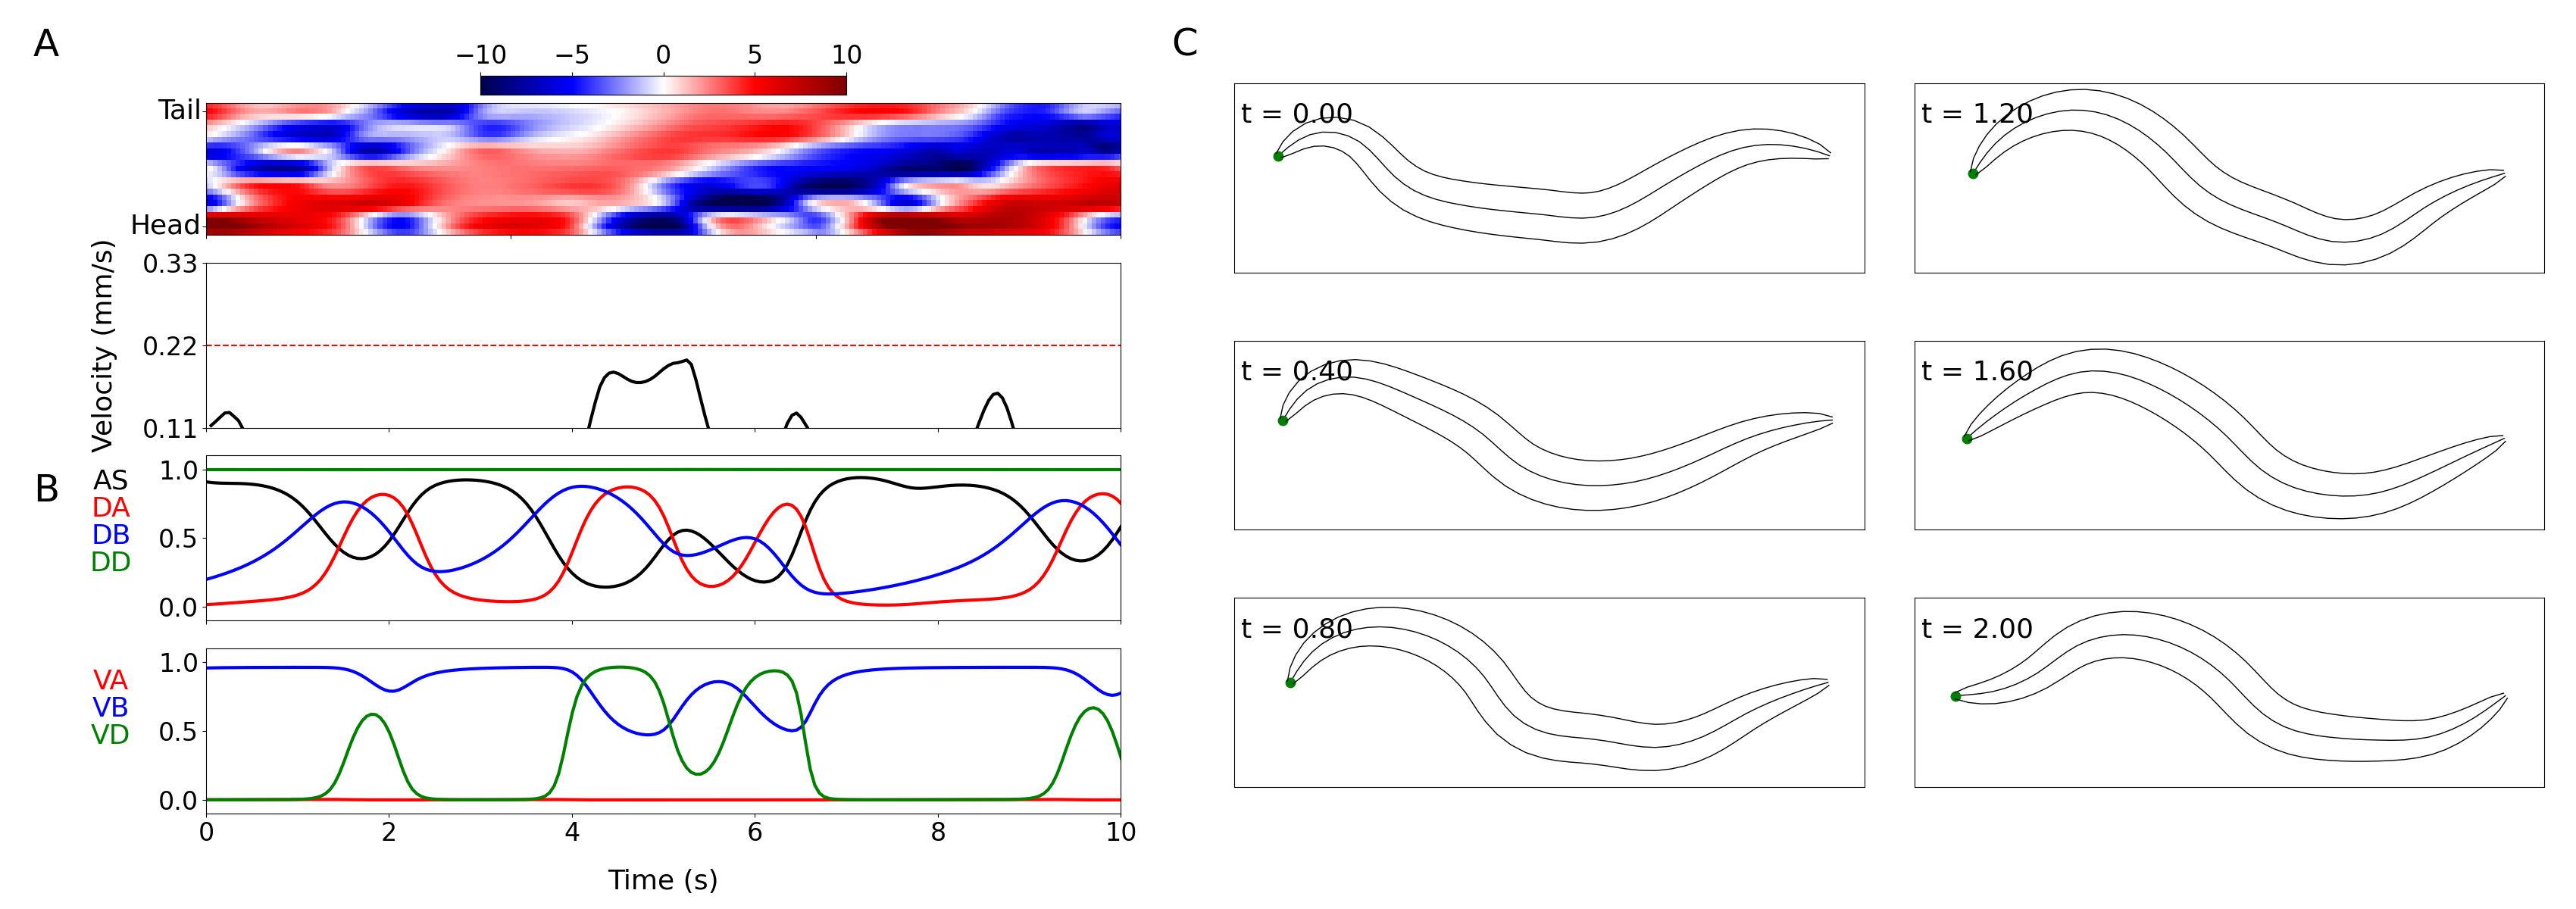 A
−10 −5 0 5 10
Tail
Head
Velocity (mm/s)
0.33
0.22
0.11
B
AS
DA
DB
DD
1.0
0.5
0.0
VA
VB
VD
1.0
0.5
0.0
0 2 4 6 8 10
Time (s)
C
t = 0.00
t = 1.20
t = 0.40
t = 1.60
t = 0.80
t = 2.00